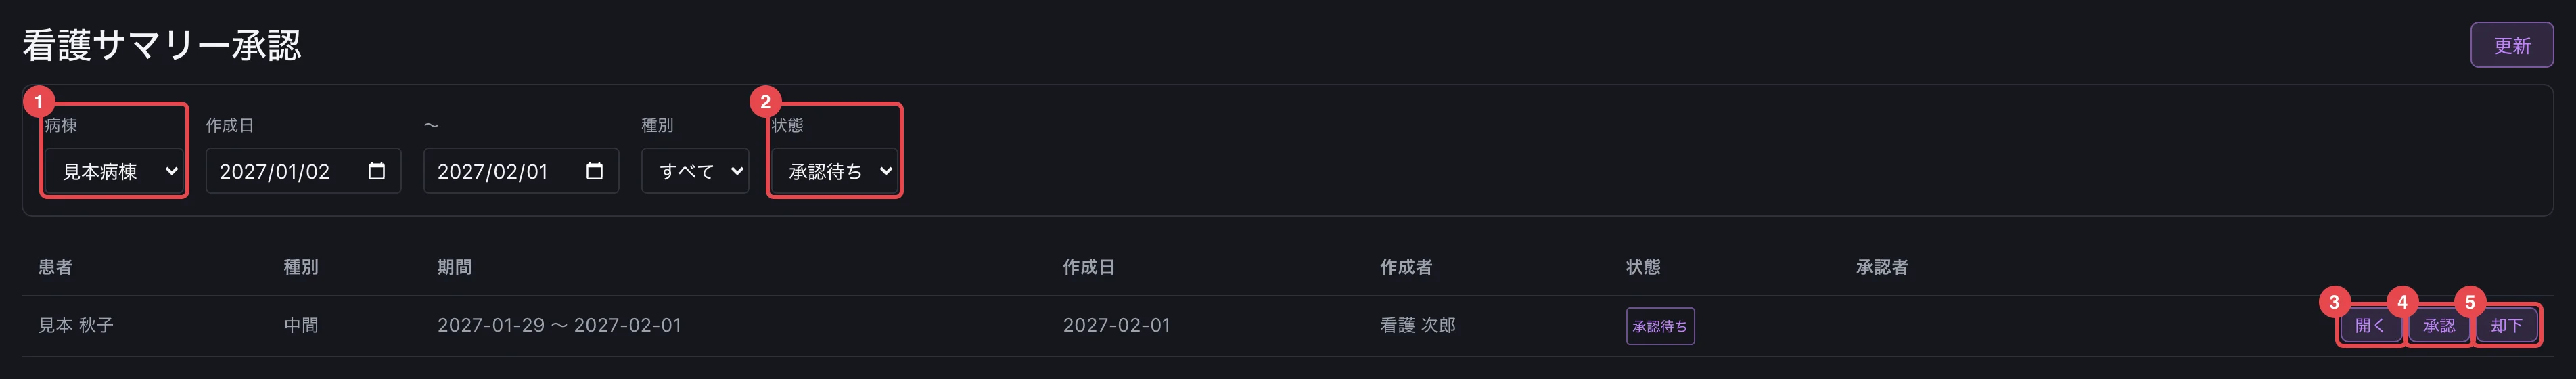 看護サマリー承認
更新
1 2
病棟 作成日 ～ 種別 状態
見本病棟 2027/01/02 2027/02/01 すべて 承認待ち
患者 種別 期間 作成日 作成者 状態 承認者
3 4 5
見本 秋子 中間 2027-01-29 ～ 2027-02-01 2027-02-01 看護 次郎 承認待ち 開く 承認 却下